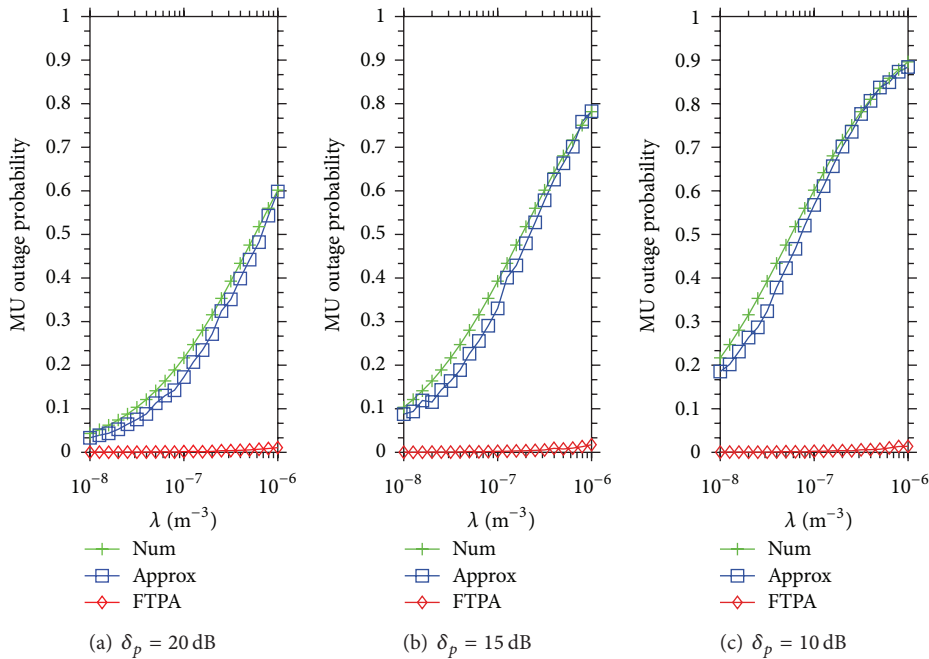 1
0.9
0.8
0.7
0.6
0.5
0.4
0.3
0.2
0.1
0
MU outage probability
10⁻⁸ 10⁻⁷ 10⁻⁶
λ (m⁻³)
Num
Approx
FTPA
(a) δₚ = 20 dB
1
0.9
0.8
0.7
0.6
0.5
0.4
0.3
0.2
0.1
0
MU outage probability
10⁻⁸ 10⁻⁷ 10⁻⁶
λ (m⁻³)
Num
Approx
FTPA
(b) δₚ = 15 dB
1
0.9
0.8
0.7
0.6
0.5
0.4
0.3
0.2
0.1
0
MU outage probability
10⁻⁸ 10⁻⁷ 10⁻⁶
λ (m⁻³)
Num
Approx
FTPA
(c) δₚ = 10 dB